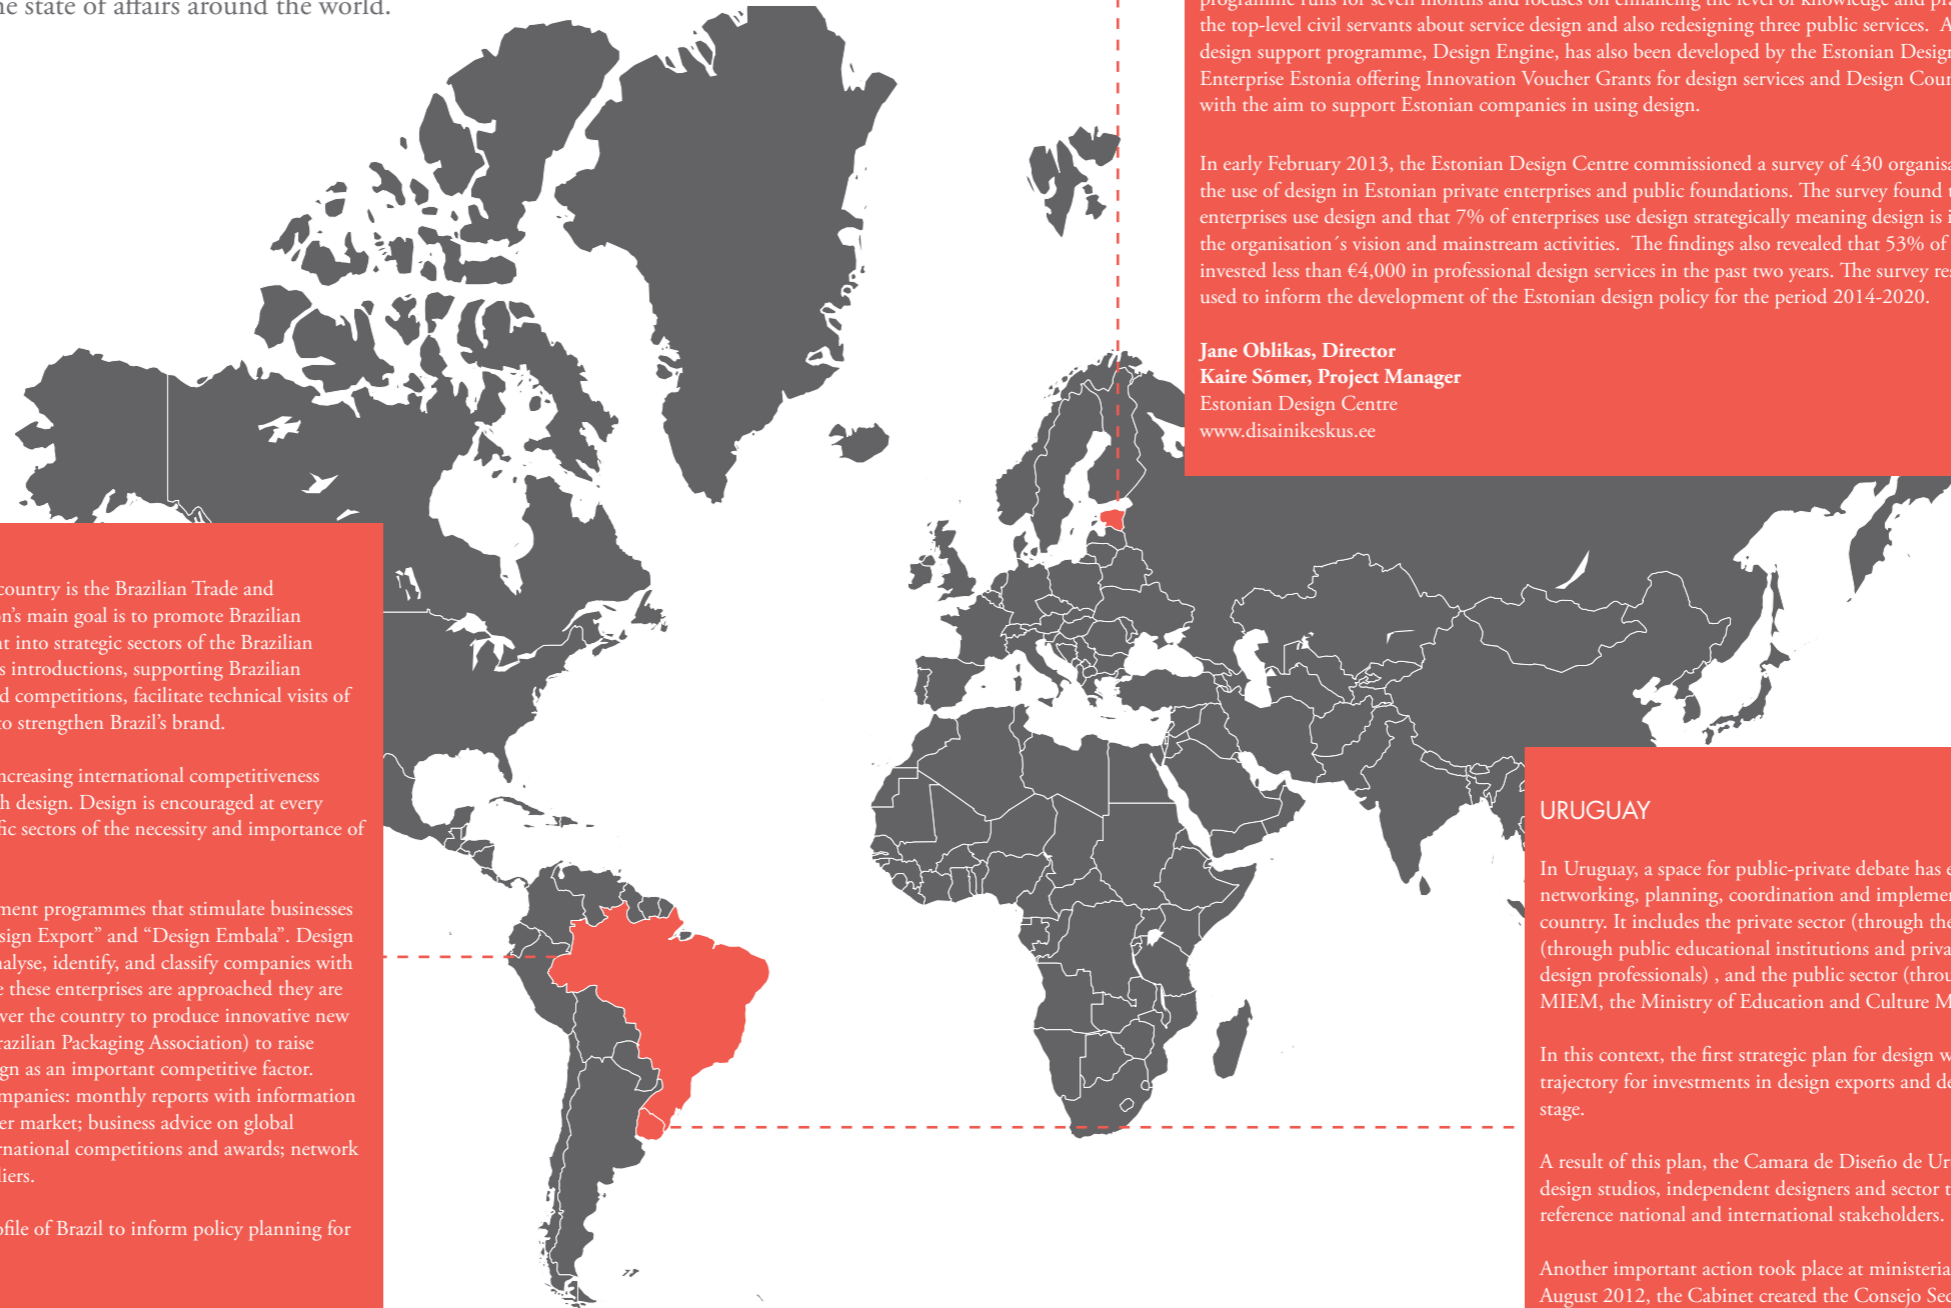 he state of affairs around the world.
programme runs for seven months and focuses on enhancing the level of knowledge and
the top-level civil servants about service design and also redesigning three public services. A
design support programme, Design Engine, has also been developed by the Estonian Design
Enterprise Estonia offering Innovation Voucher Grants for design services and Design Cour
with the aim to support Estonian companies in using design.
In early February 2013, the Estonian Design Centre commissioned a survey of 430 organisa
the use of design in Estonian private enterprises and public foundations. The survey found
enterprises use design and that 7% of enterprises use design strategically meaning design is i
the organisation´s vision and mainstream activities. The findings also revealed that 53% of
invested less than €4,000 in professional design services in the past two years. The survey res
used to inform the development of the Estonian design policy for the period 2014-2020.
Jane Oblikas, Director
Kaire Sómer, Project Manager
Estonian Design Centre
www.disainikeskus.ee
country is the Brazilian Trade and
on’s main goal is to promote Brazilian
nt into strategic sectors of the Brazilian
s introductions, supporting Brazilian
d competitions, facilitate technical visits of
to strengthen Brazil’s brand.
ncreasing international competitiveness
h design. Design is encouraged at every
fic sectors of the necessity and importance of
ment programmes that stimulate businesses
sign Export” and “Design Embala”. Design
nalyse, identify, and classify companies with
e these enterprises are approached they are
ver the country to produce innovative new
razilian Packaging Association) to raise
gn as an important competitive factor.
mpanies: monthly reports with information
er market; business advice on global
rnational competitions and awards; network
liers.
ofile of Brazil to inform policy planning for
URUGUAY
In Uruguay, a space for public-private debate has e
networking, planning, coordination and implemen
country. It includes the private sector (through the
(through public educational institutions and priva
design professionals) , and the public sector (throu
MIEM, the Ministry of Education and Culture M
In this context, the first strategic plan for design w
trajectory for investments in design exports and de
stage.
A result of this plan, the Camara de Diseño de Ur
design studios, independent designers and sector t
reference national and international stakeholders.
Another important action took place at ministeria
August 2012, the Cabinet created the Consejo Sec